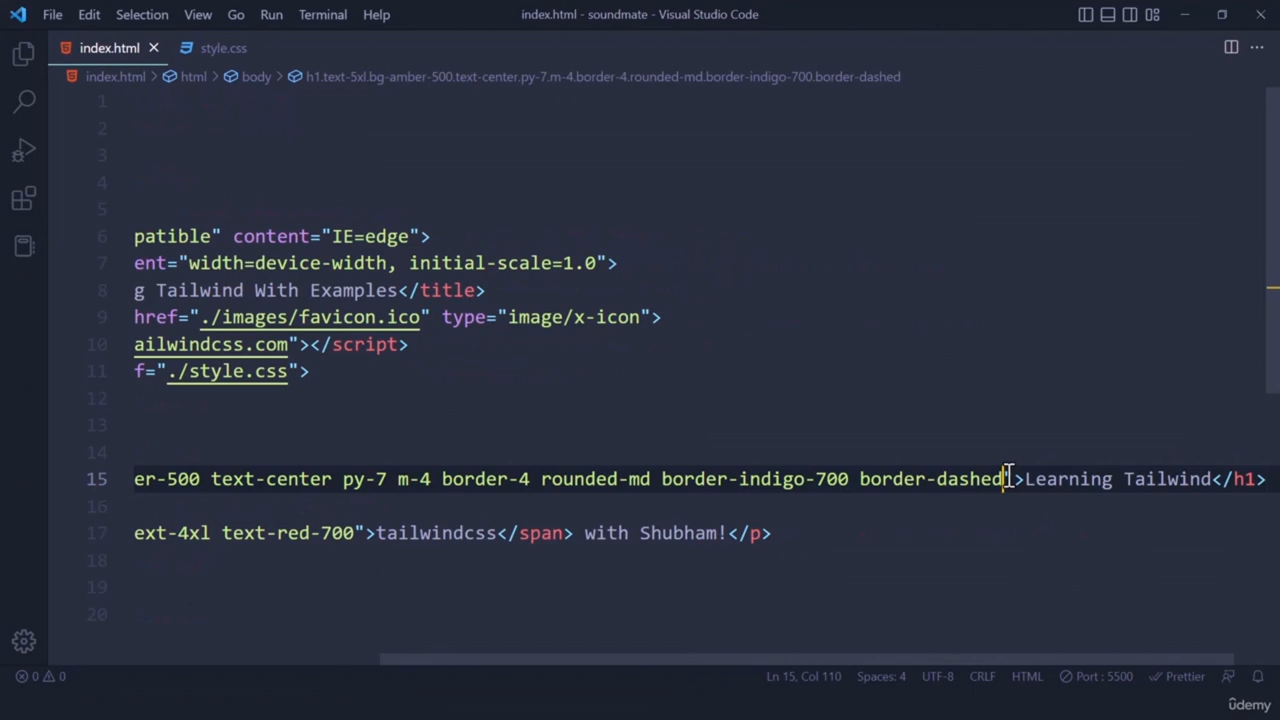 File Edit Selection View Go Run Terminal Help index.html - soundmate - Visual Studio Code
index.html style.css
index.html > html > body > h1.text-5xl.bg-amber-500.text-center.py-7.m-4.border-4.rounded-md.border-indigo-700.border-dashed
1
2
3
4
5
6 patible" content="IE=edge">
7 ent="width=device-width, initial-scale=1.0">
8 g Tailwind With Examples</title>
9 href="./images/favicon.ico" type="image/x-icon">
10 ailwindcss.com"></script>
11 f="./style.css">
12
13
14
15 er-500 text-center py-7 m-4 border-4 rounded-md border-indigo-700 border-dashed">Learning Tailwind</h1>
16
17 ext-4xl text-red-700">tailwindcss</span> with Shubham!</p>
18
19
20
0 0 Ln 15, Col 110 Spaces: 4 UTF-8 CRLF HTML Port : 5500 Prettier
ûdemy